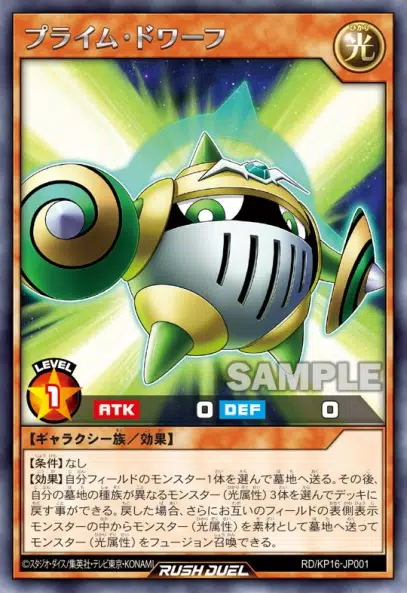 プライム・ドワーフ
ひかり
光
SAMPLE
LEVEL
1
ATK 0 DEF 0
【ギャラクシー族／効果】
【条件】なし
【効果】自分フィールドのモンスター1体を選んで墓地へ送る。その後、
自分の墓地の種族が異なるモンスター(光属性)3体を選んでデッキに
戻す事ができる。戻した場合、さらにお互いのフィールドの表側表示
モンスターの中からモンスター(光属性)を素材として墓地へ送って
モンスター(光属性)をフュージョン召喚できる。
©スタジオ・ダイス/集英社・テレビ東京・KONAMI
RUSH DUEL
RD/KP16-JP001